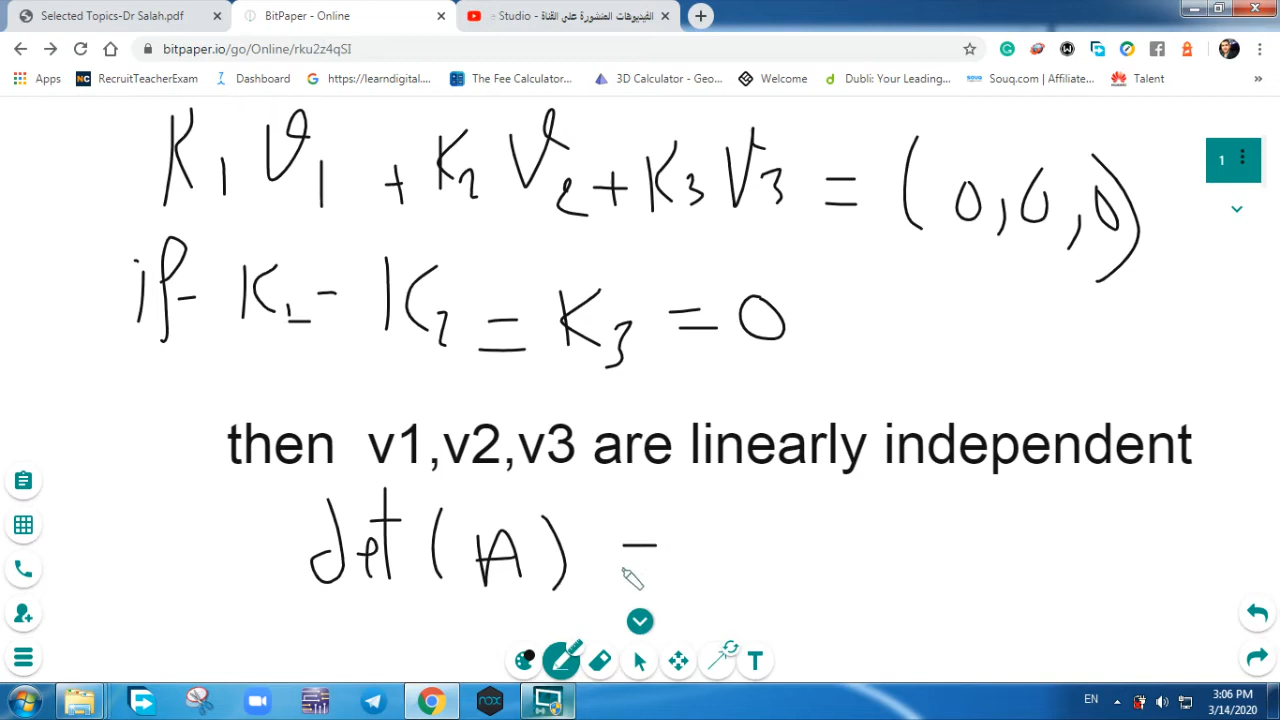 Selected Topics-Dr Salah.pdf
BitPaper - Online
الفيديوهات المنشورة على القناة - Studio
bitpaper.io/go/Online/rku2z4qSI
Apps
RecruitTeacherExam
Dashboard
https://learndigital....
The Fee Calculator...
3D Calculator - Geo...
Welcome
Dubli: Your Leading...
Souq.com | Affiliate...
Talent
»
K1 V1 + K2 V2 + K3 V3 = (0,0,0)
1
if K1 - K2 = K3 = 0
then v1,v2,v3 are linearly independent
det(A) -
T
EN
3:06 PM
3/14/2020